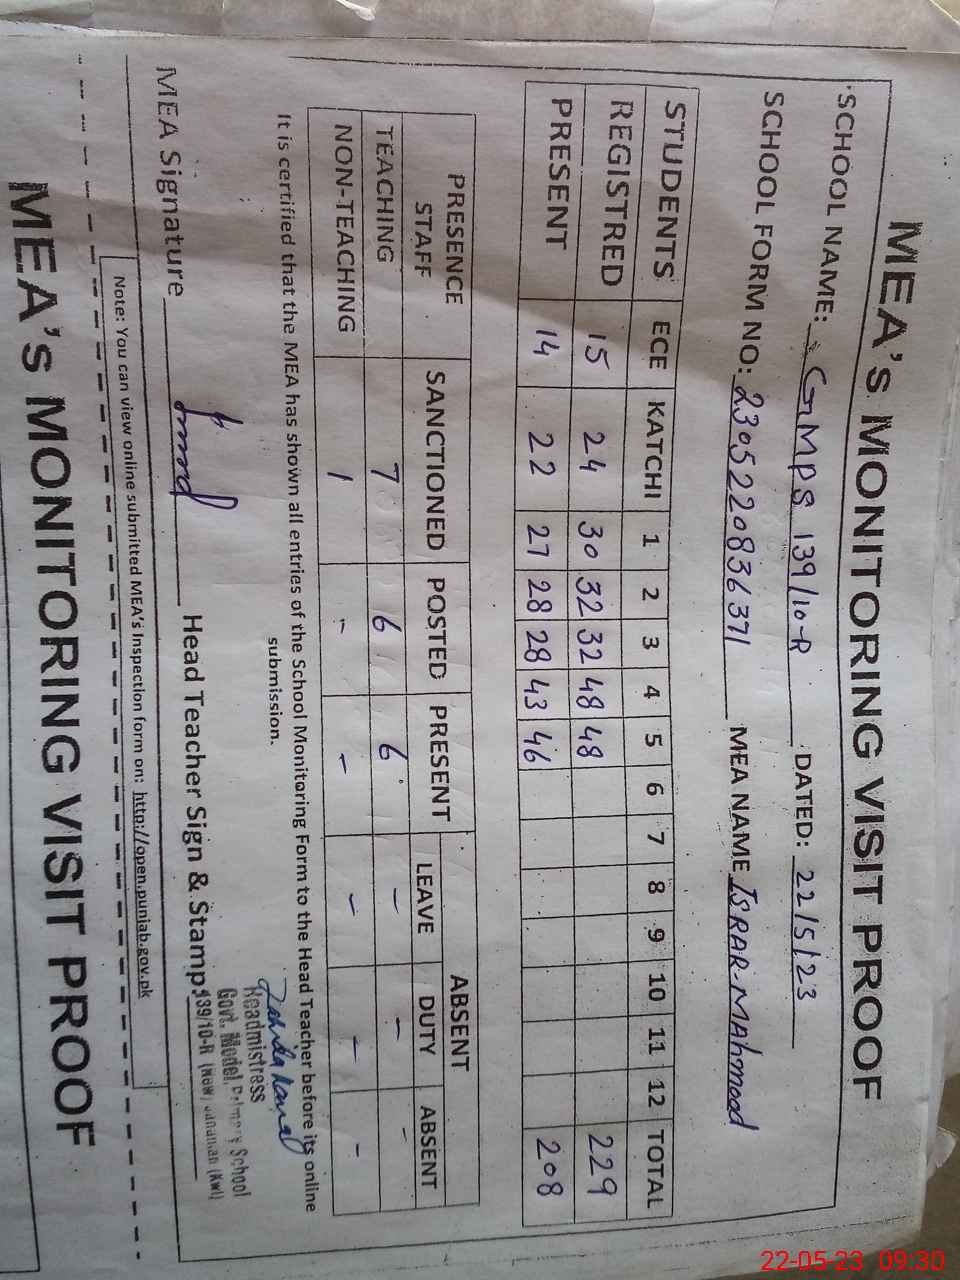 MEA's MONITORING VISIT PROOF
SCHOOL NAME: GMPS 139/10-R DATED: 22/5/23
SCHOOL FORM NO: 230522083637 1 MEA NAME ISRAR-MAhmood
STUDENTS ECE KATCHI 1 2 3 4 5 6 7 8 9 10 11 12 TOTAL
REGISTRED 15 24 30 32 32 48 48 229
PRESENT 14 22 27 28 28 43 46 208
PRESENCE STAFF SANCTIONED POSTED PRESENT ABSENT
LEAVE DUTY ABSENT
TEACHING 7 6 6 - - -
NON-TEACHING 1 - - - - -
It is certified that the MEA has shown all entries of the School Monitoring Form to the Head Teacher before its online
submission.
MEA Signature Head Teacher Sign & Stamp:
Headmistress
Govt. Model Primary School
139/10-R (Kwl)
Note: You can view online submitted MEA's Inspection form on: http://open.punjab.gov.pk
MEA's MONITORING VISIT PROOF
22-05-23 09:30